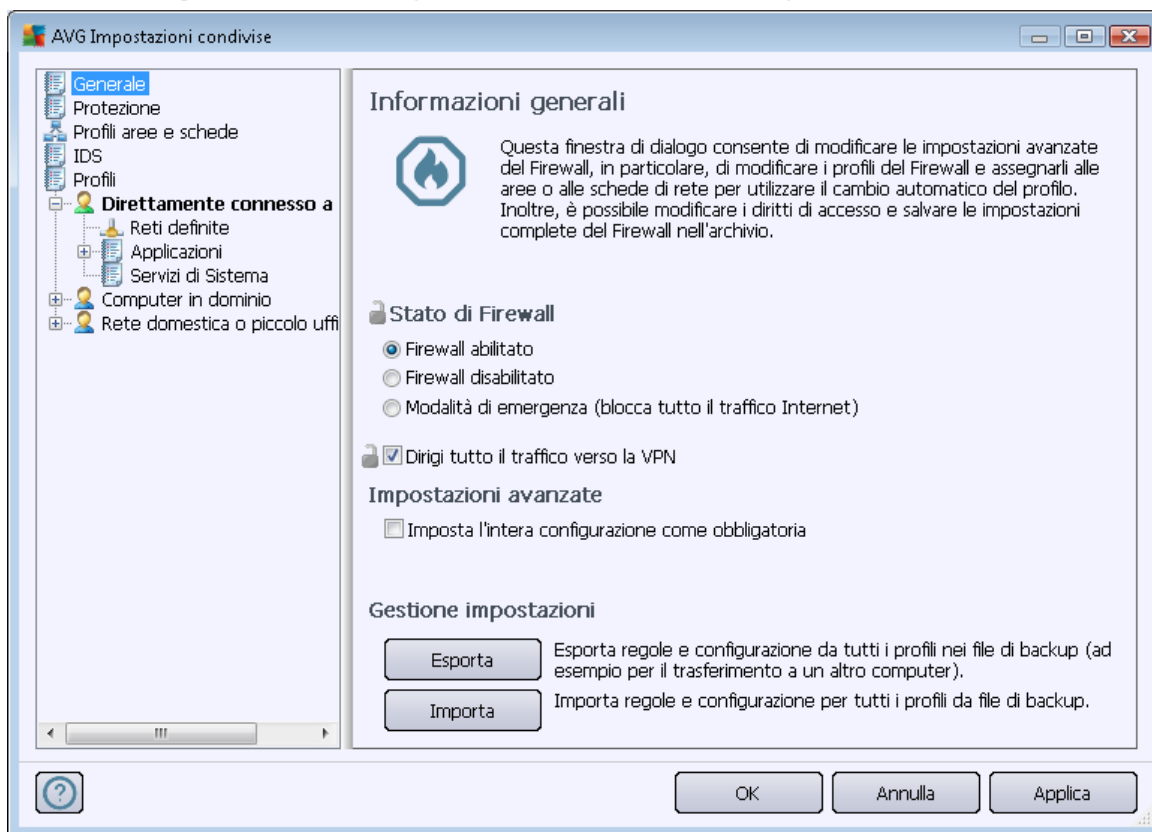 AVG Impostazioni condivise
Generale
Protezione
Profili aree e schede
IDS
Profili
Direttamente connesso a
Reti definite
Applicazioni
Servizi di Sistema
Computer in dominio
Rete domestica o piccolo uffi
Informazioni generali
Questa finestra di dialogo consente di modificare le impostazioni avanzate
del Firewall, in particolare, di modificare i profili del Firewall e assegnarli alle
aree o alle schede di rete per utilizzare il cambio automatico del profilo.
Inoltre, è possibile modificare i diritti di accesso e salvare le impostazioni
complete del Firewall nell'archivio.
Stato di Firewall
Firewall abilitato
Firewall disabilitato
Modalità di emergenza (blocca tutto il traffico Internet)
Dirigi tutto il traffico verso la VPN
Impostazioni avanzate
Imposta l'intera configurazione come obbligatoria
Gestione impostazioni
Esporta
Esporta regole e configurazione da tutti i profili nei file di backup (ad
esempio per il trasferimento a un altro computer).
Importa
Importa regole e configurazione per tutti i profili da file di backup.
OK
Annulla
Applica